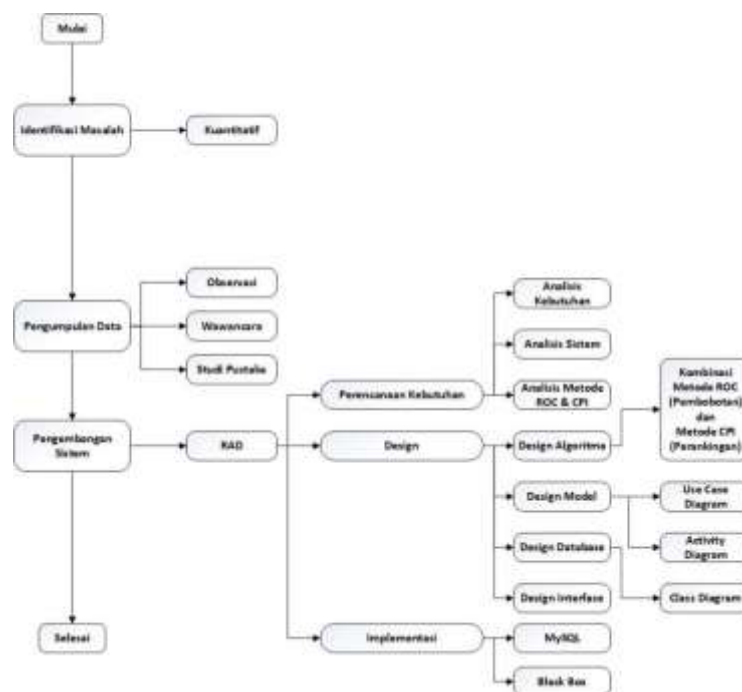 Mulai
Identifikasi Masalah
Kuantitatif
Pengumpulan Data
Observasi
Wawancara
Studi Pustaka
Pengembangan
Sistem
RAD
Perencanaan Kebutuhan
Analisis
Kebutuhan
Analisis Sistem
Analisis Metode
ROC & CPI
Design
Design Algoritma
Kombinasi
Metode ROC
(Pembobotan)
dan
Metode CPI
(Perankingan)
Design Model
Use Case
Diagram
Activity
Diagram
Design Database
Class Diagram
Design Interfase
Implementasi
MySQL
Black Box
Selesai